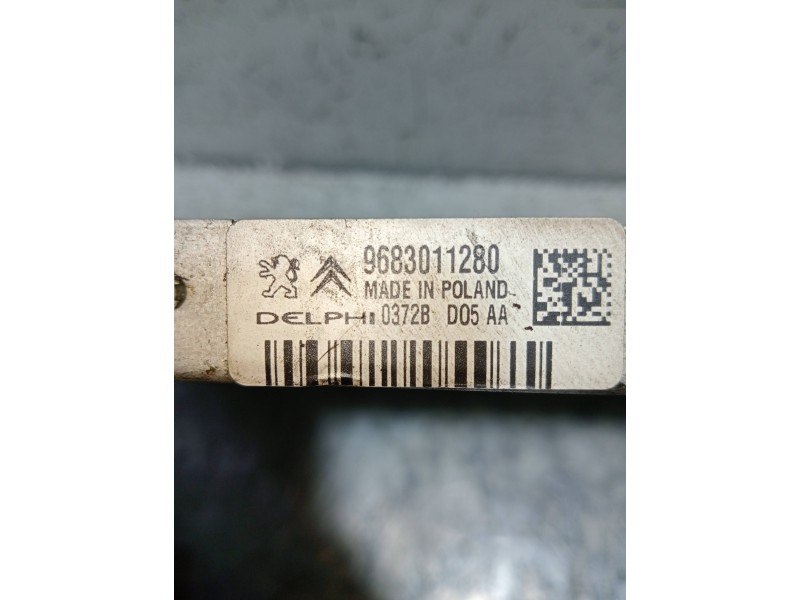 9683011280
MADE IN POLAND
DELPHI 0372B D05 AA